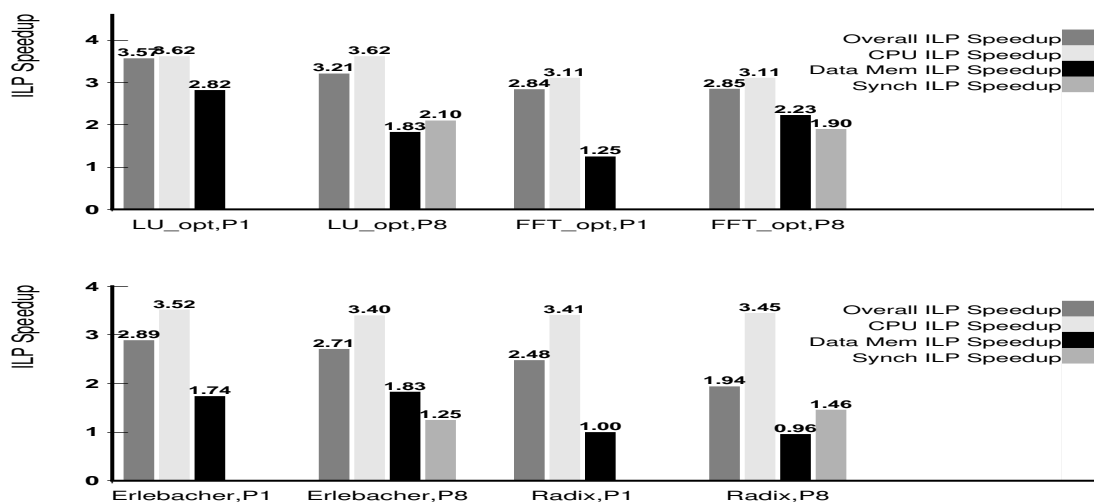 ILP Speedup
4
3
2
1
0
3.57 3.62 2.82
3.21 3.62 1.83 2.10
2.84 3.11 1.25
2.85 3.11 2.23 1.90
Overall ILP Speedup
CPU ILP Speedup
Data Mem ILP Speedup
Synch ILP Speedup
LU_opt,P1 LU_opt,P8 FFT_opt,P1 FFT_opt,P8
ILP Speedup
4
3
2
1
0
2.89 3.52 1.74
2.71 3.40 1.83 1.25
2.48 3.41 1.00
1.94 3.45 0.96 1.46
Overall ILP Speedup
CPU ILP Speedup
Data Mem ILP Speedup
Synch ILP Speedup
Erlebacher,P1 Erlebacher,P8 Radix,P1 Radix,P8